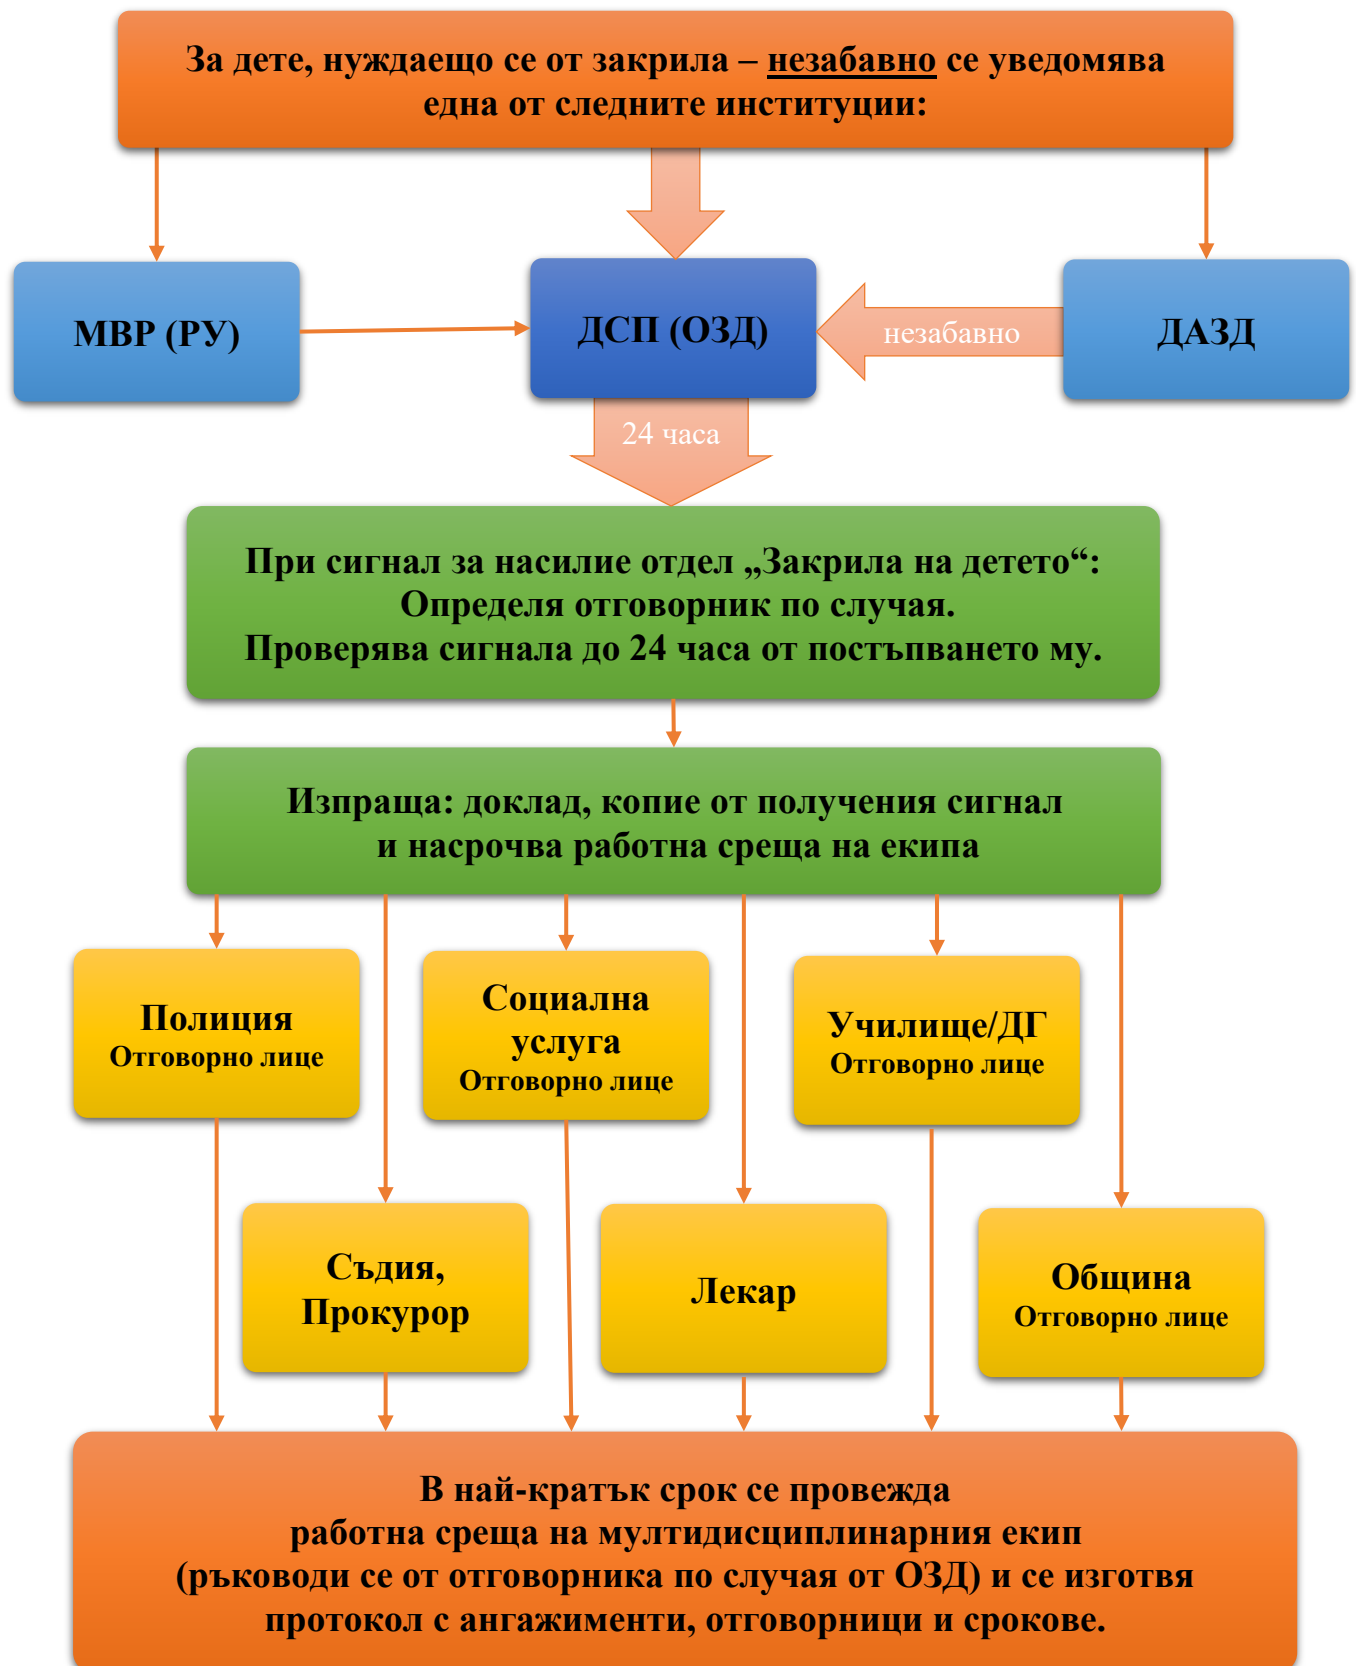 За дете, нуждаещо се от закрила – незабавно се уведомява
една от следните институции:
МВР (РУ)
ДСП (ОЗД)
незабавно
ДАЗД
24 часа
При сигнал за насилие отдел „Закрила на детето“:
Определя отговорник по случая.
Проверява сигнала до 24 часа от постъпването му.
Изпраща: доклад, копие от получения сигнал
и насрочва работна среща на екипа
Полиция
Отговорно лице
Социална
услуга
Отговорно лице
Училище/ДГ
Отговорно лице
Съдия,
Прокурор
Лекар
Община
Отговорно лице
В най-кратък срок се провежда
работна среща на мултидисциплинарния екип
(ръководи се от отговорника по случая от ОЗД) и се изготвя
протокол с ангажименти, отговорници и срокове.